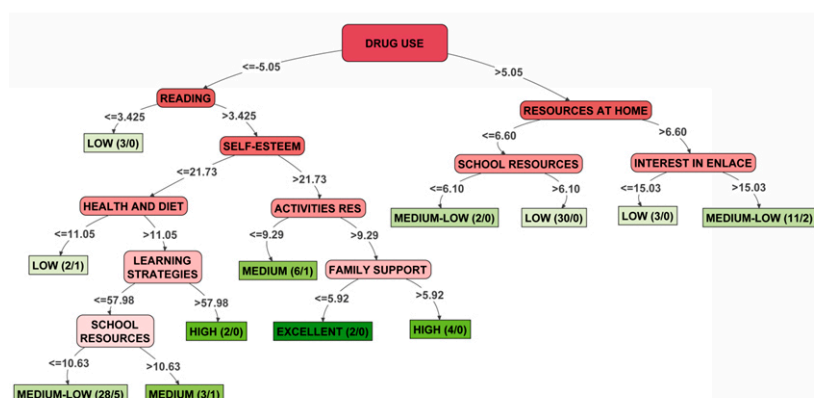 DRUG USE
<=-5.05
>5.05
READING
RESOURCES AT HOME
<=3.425
>3.425
<=6.60
>6.60
LOW (3/0)
SELF-ESTEEM
SCHOOL RESOURCES
INTEREST IN ENLACE
<=21.73
>21.73
<=6.10
>6.10
<=15.03
>15.03
HEALTH AND DIET
ACTIVITIES RES
MEDIUM-LOW (2/0)
LOW (30/0)
LOW (3/0)
MEDIUM-LOW (11/2)
<=11.05
>11.05
<=9.29
>9.29
LOW (2/1)
LEARNING
STRATEGIES
MEDIUM (6/1)
FAMILY SUPPORT
<=57.98
>57.98
<=5.92
>5.92
SCHOOL
RESOURCES
HIGH (2/0)
EXCELLENT (2/0)
HIGH (4/0)
<=10.63
>10.63
MEDIUM-LOW (28/5)
MEDIUM (3/1)